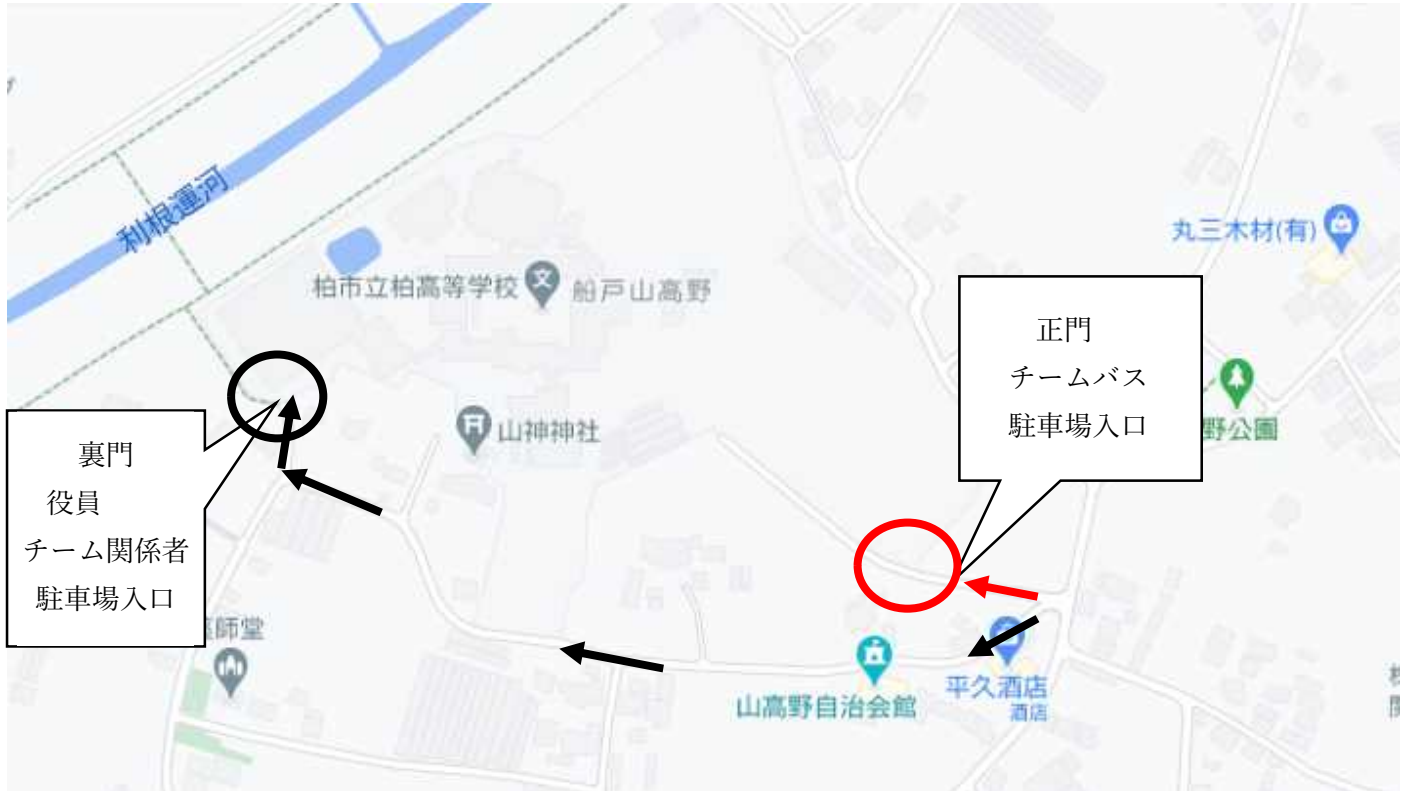 利根運河
丸三木材(有)
柏市立柏高等学校
船戸山高野
正門
チームバス
駐車場入口
野公園
山神神社
裏門
役員
チーム関係者
駐車場入口
師堂
平久酒店
酒店
山高野自治会館